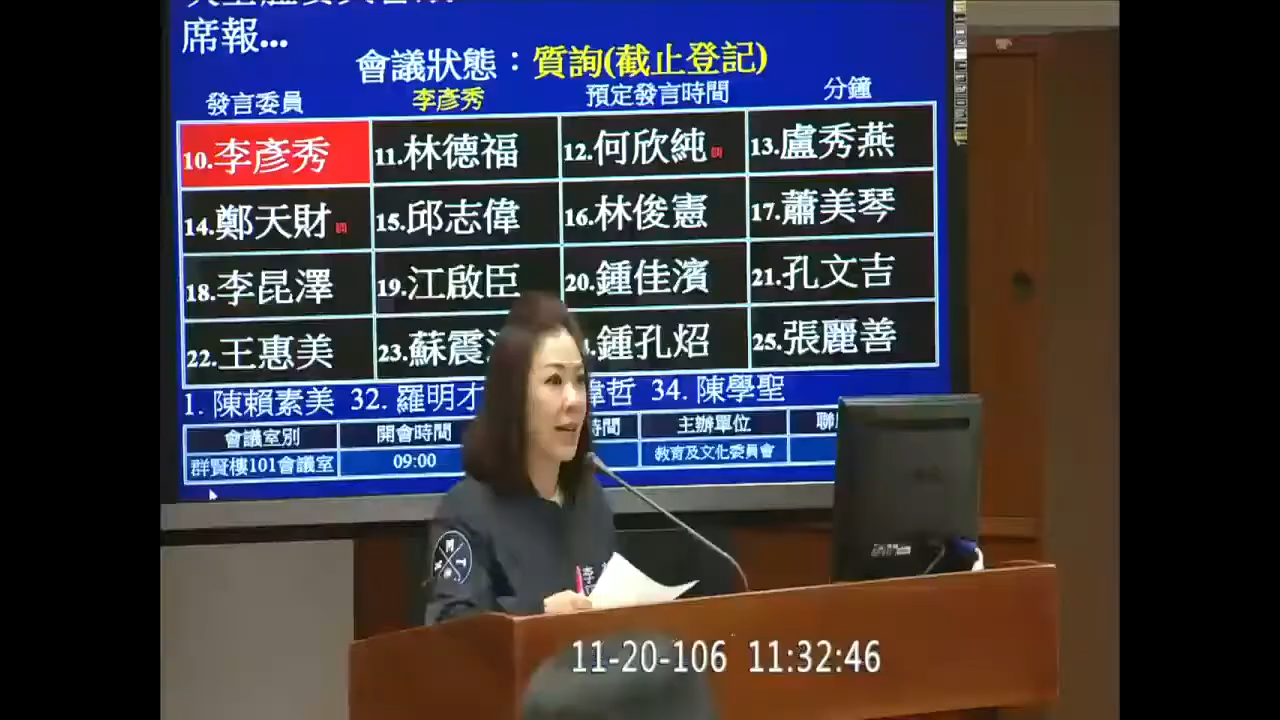 席報...
會議狀態：質詢(截止登記)
發言委員 李彥秀 預定發言時間 分鐘
10.李彥秀 11.林德福 12.何欣純 13.盧秀燕
14.鄭天財 15.邱志偉 16.林俊憲 17.蕭美琴
18.李昆澤 19.江啟臣 20.鍾佳濱 21.孔文吉
22.王惠美 23.蘇震 鍾孔炤 25.張麗善
1. 陳賴素美 32. 羅明才 偉哲 34. 陳學聖
會議室別 開會時間 時間 主辦單位 聯
群賢樓101會議室 09:00 教育及文化委員會
李
11-20-106 11:32:46